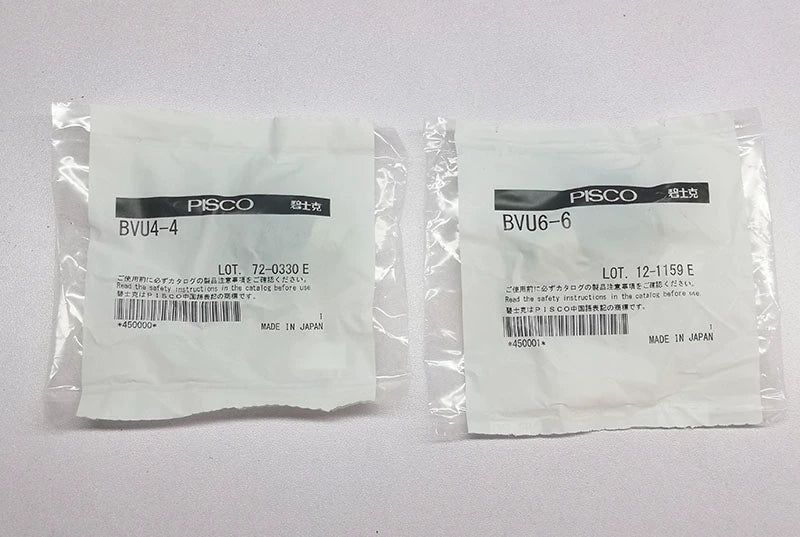 PISCO 碧士克
BVU4-4
LOT. 72-0330 E
ご使用前に必ずカタログの製品注意事項をご確認ください。
Read the safety instructions in the catalog before use
碧士克はPISCO中国語表記の商標です。
1
*450000*
MADE IN JAPAN
PISCO 碧士克
BVU6-6
LOT. 12-1159 E
ご使用前に必ずカタログの製品注意事項をご確認ください。
Read the safety instructions in the catalog before use
碧士克はPISCO中国語表記の商標です。
1
*450001*
MADE IN JAPAN